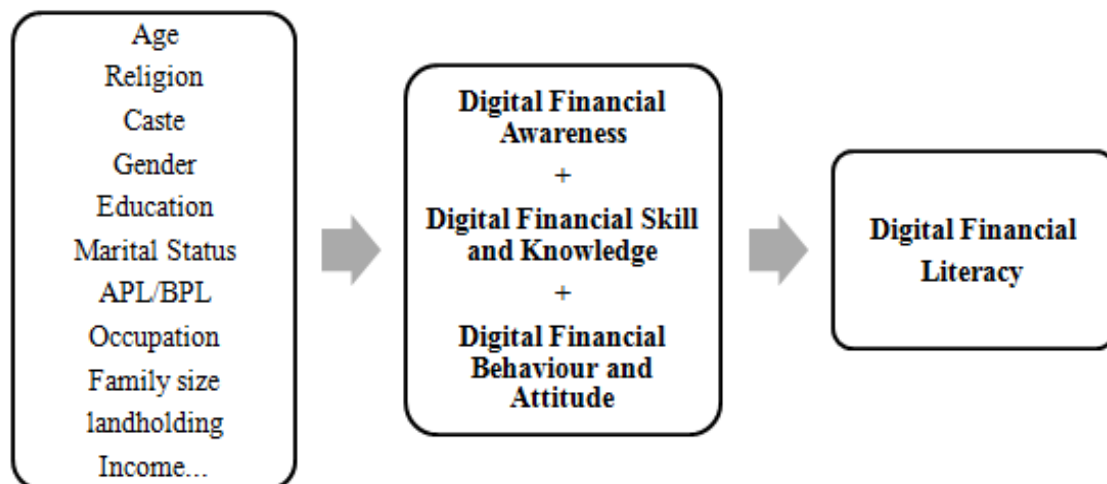 Age
Religion
Caste
Gender
Education
Marital Status
APL/BPL
Occupation
Family size
landholding
Income...
Digital Financial
Awareness
+
Digital Financial Skill
and Knowledge
+
Digital Financial
Behaviour and
Attitude
Digital Financial
Literacy